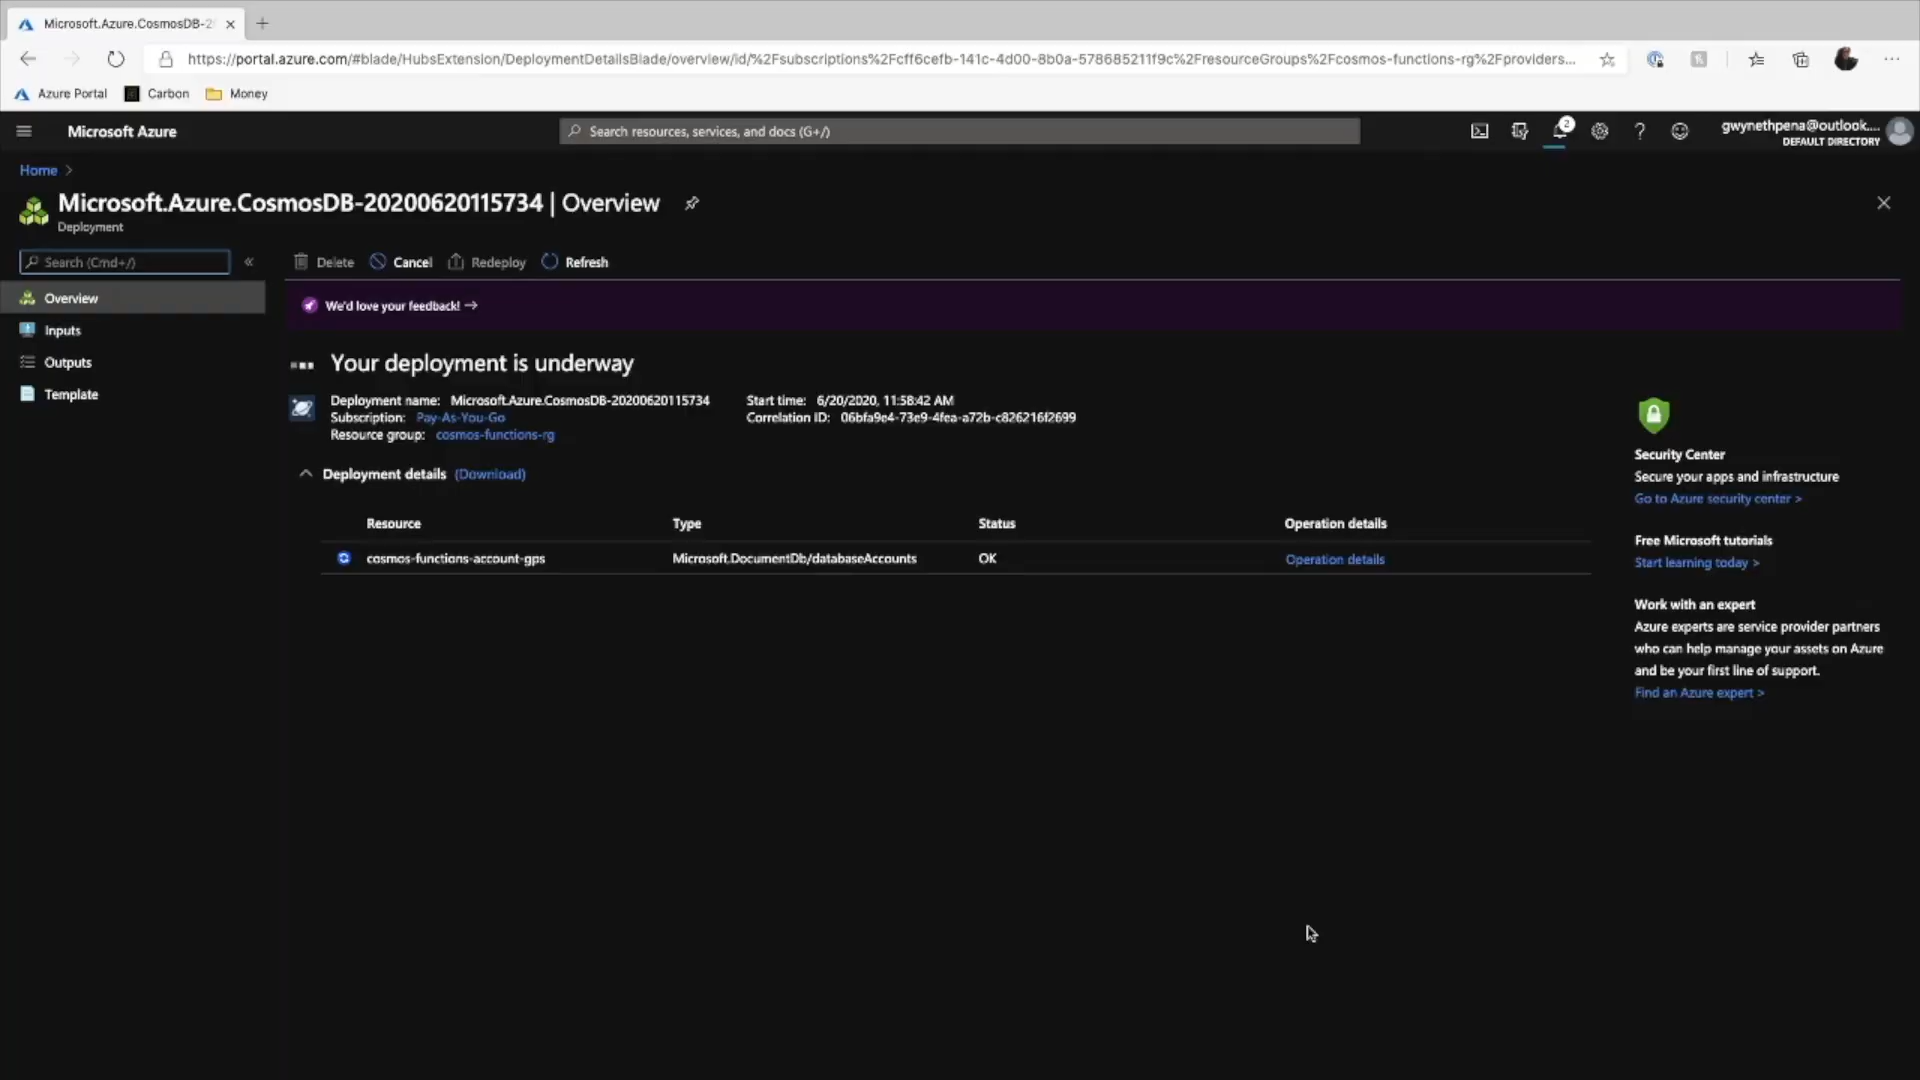 Microsoft.Azure.CosmosDB-2
https://portal.azure.com/#blade/HubsExtension/DeploymentDetailsBlade/overview/id/%2Fsubscriptions%2Fcff6cefb-141c-4d00-8b0a-578685211f9c%2FresourceGroups%2Fcosmos-functions-rg%2Fproviders...
Azure Portal
Carbon
Money
Microsoft Azure
Search resources, services, and docs (G+/)
2
gwynethpena@outlook....
DEFAULT DIRECTORY
Home >
Microsoft.Azure.CosmosDB-20200620115734 | Overview
Deployment
Search (Cmd+/)
«
Delete
Cancel
Redeploy
Refresh
Overview
Inputs
Outputs
Template
We'd love your feedback! →
Your deployment is underway
Deployment name: Microsoft.Azure.CosmosDB-20200620115734
Subscription: Pay-As-You-Go
Resource group: cosmos-functions-rg
Start time: 6/20/2020, 11:58:42 AM
Correlation ID: 06bfa9e4-73e9-4fea-a72b-c826216f2699
Deployment details (Download)
Resource Type Status Operation details
cosmos-functions-account-gps Microsoft.DocumentDb/databaseAccounts OK Operation details
Security Center
Secure your apps and infrastructure
Go to Azure security center >
Free Microsoft tutorials
Start learning today >
Work with an expert
Azure experts are service provider partners
who can help manage your assets on Azure
and be your first line of support.
Find an Azure expert >